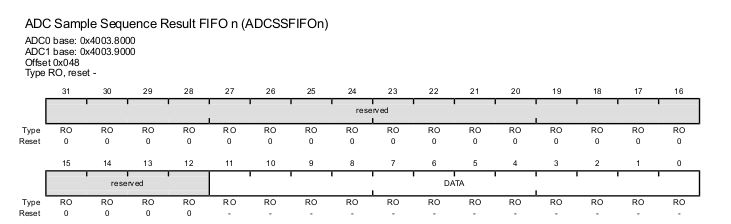 ADC Sample Sequence Result FIFO n (ADCSSFIFOn)
ADC0 base: 0x4003.8000
ADC1 base: 0x4003.9000
Offset 0x048
Type RO, reset -
31 30 29 28 27 26 25 24 23 22 21 20 19 18 17 16
reserved
Type RO RO RO RO RO RO RO RO RO RO RO RO RO RO RO RO
Reset 0 0 0 0 0 0 0 0 0 0 0 0 0 0 0 0
15 14 13 12 11 10 9 8 7 6 5 4 3 2 1 0
reserved DATA
Type RO RO RO RO RO RO RO RO RO RO RO RO RO RO RO RO
Reset 0 0 0 0 - - - - - - - - - - - -